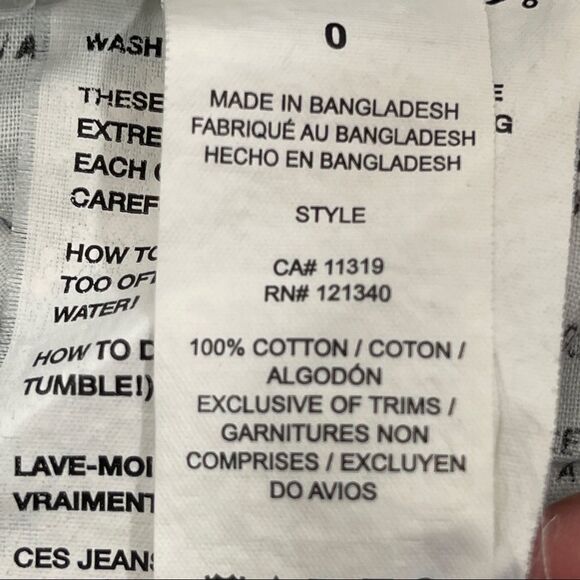 WASH
THESE
EXTRE
EACH
CAREF
HOW TO
TOO OFT
WATER!
HOW TO D
TUMBLE!)
LAVE-MOI
VRAIMENT
CES JEANS
0
MADE IN BANGLADESH
FABRIQUÉ AU BANGLADESH
HECHO EN BANGLADESH
STYLE
CA# 11319
RN# 121340
100% COTTON / COTON /
ALGODÓN
EXCLUSIVE OF TRIMS /
GARNITURES NON
COMPRISES / EXCLUYEN
DO AVIOS
E
G